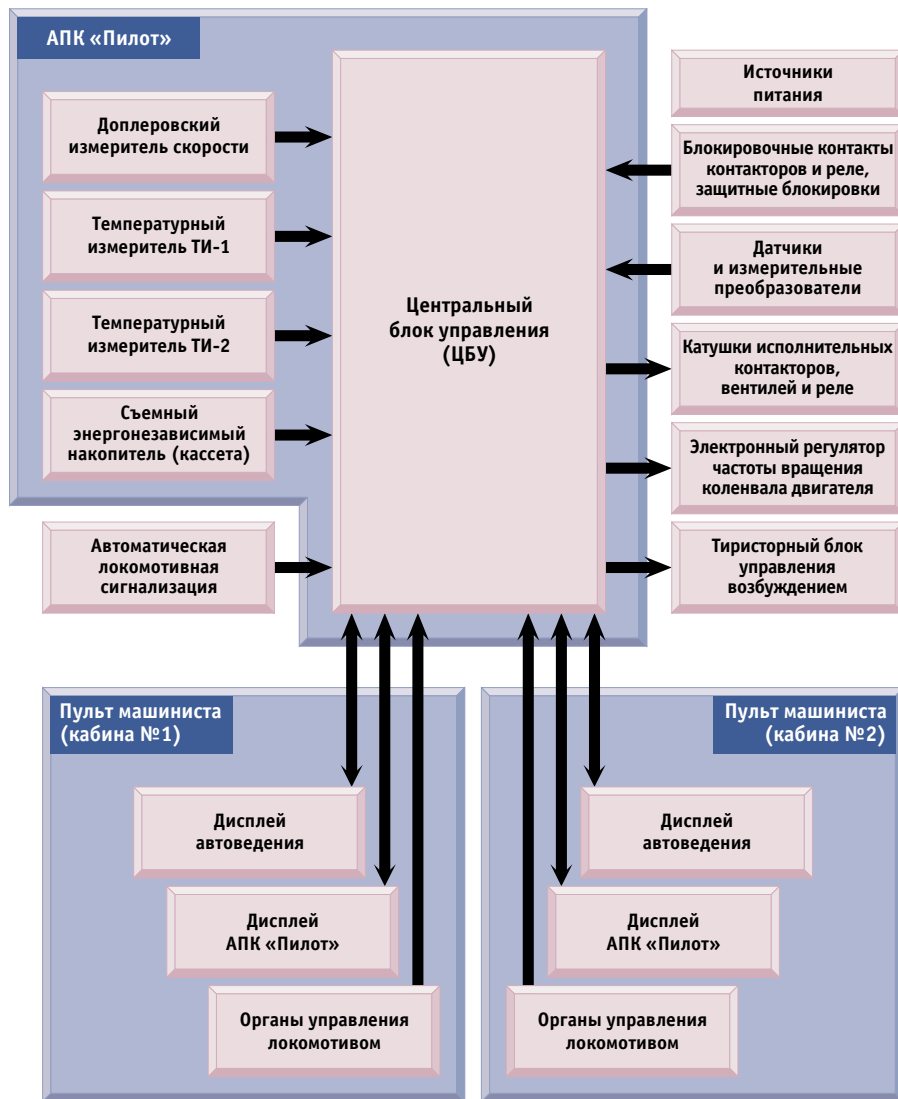 АПК «Пилот»
Доплеровский
измеритель скорости
Температурный
измеритель ТИ-1
Температурный
измеритель ТИ-2
Съемный
энергонезависимый
накопитель (кассета)
Автоматическая
локомотивная
сигнализация
Центральный
блок управления
(ЦБУ)
Источники
питания
Блокировочные контакты
контакторов и реле,
защитные блокировки
Датчики
и измерительные
преобразователи
Катушки исполнительных
контакторов,
вентилей и реле
Электронный регулятор
частоты вращения
коленвала двигателя
Тиристорный блок
управления
возбуждением
Пульт машиниста
(кабина №1)
Дисплей
автоведения
Дисплей
АПК «Пилот»
Органы управления
локомотивом
Пульт машиниста
(кабина №2)
Дисплей
автоведения
Дисплей
АПК «Пилот»
Органы управления
локомотивом